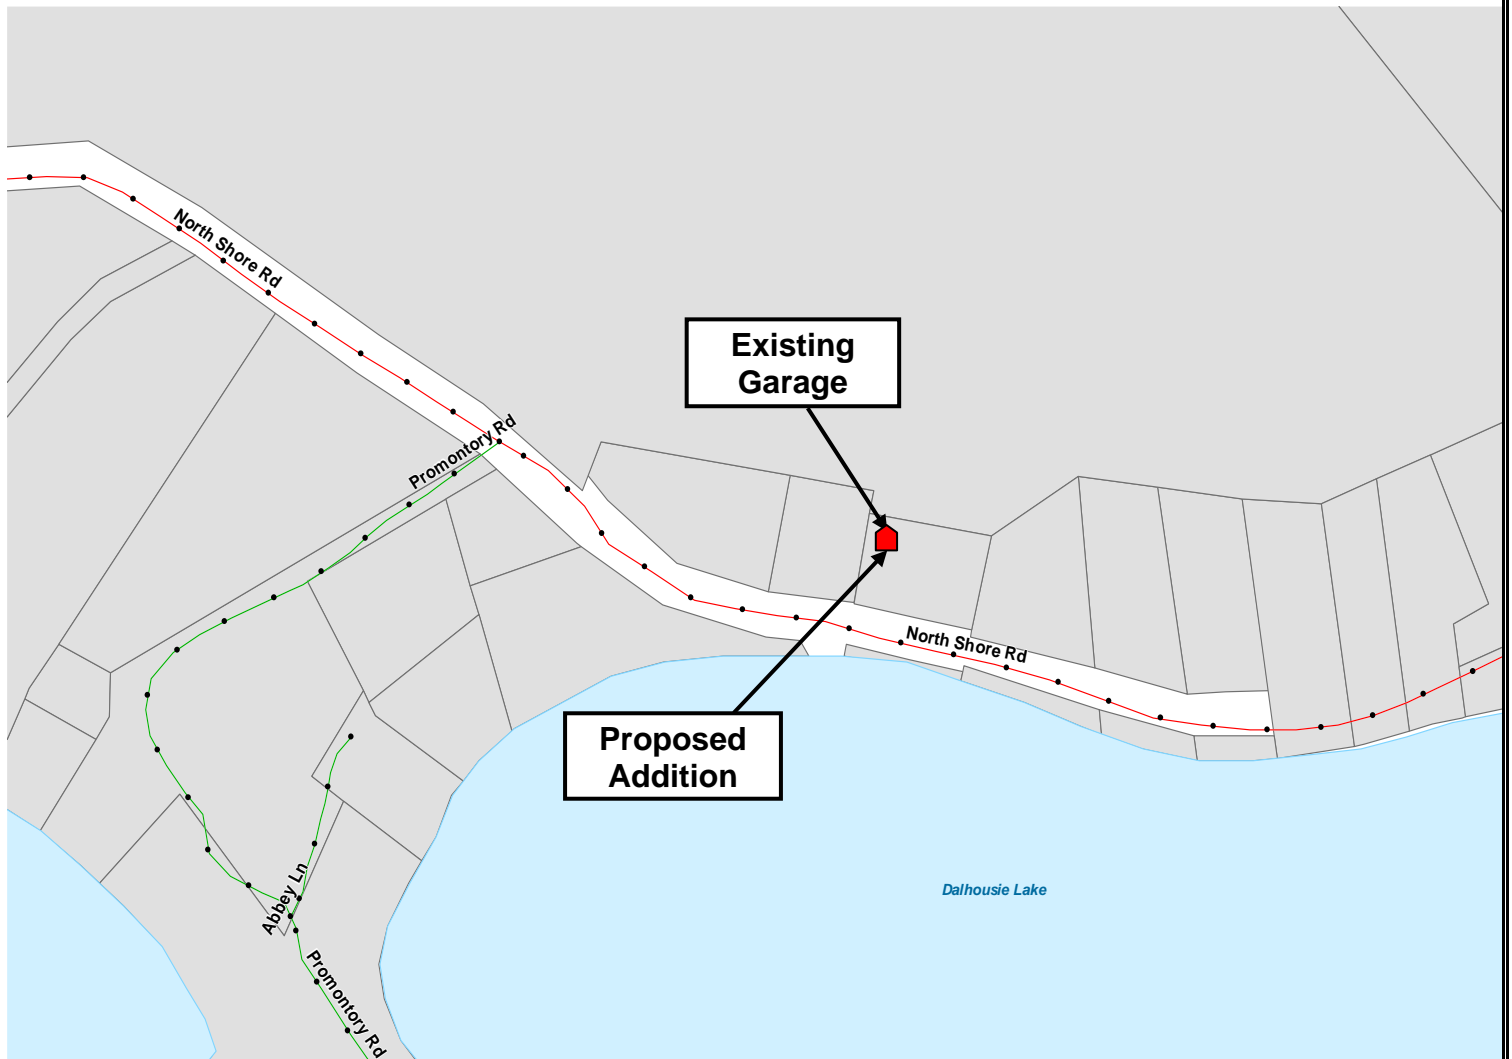 North Shore Rd
Existing
Garage
Promontory Rd
North Shore Rd
Proposed
Addition
Abbey Ln
Dalhousie Lake
Promontory Rd